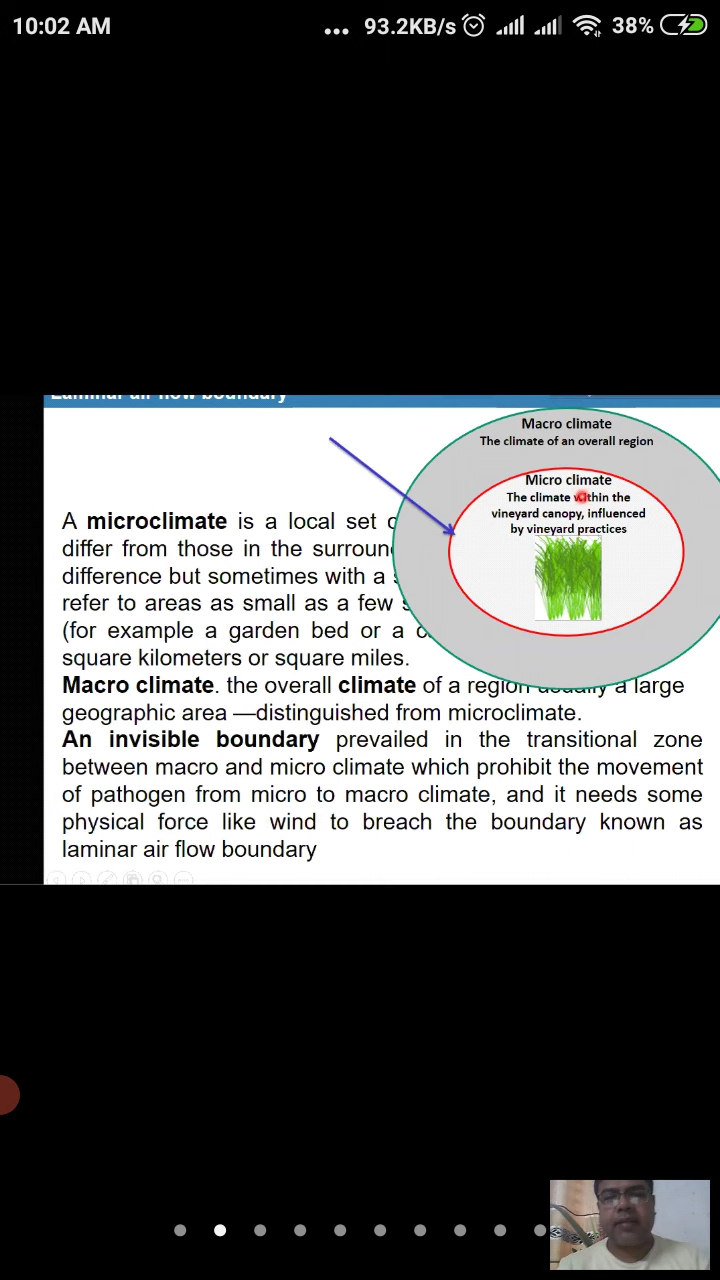 10:02 AM
... 93.2KB/s 38%
Laminar air flow boundary
Macro climate
The climate of an overall region
Micro climate
The climate within the
vineyard canopy, influenced
by vineyard practices
A microclimate is a local set
differ from those in the
difference but sometimes with a
refer to areas as small as a few
(for example a garden bed or a
square kilometers or square miles.
Macro climate. the overall climate of a region usually a large
geographic area —distinguished from microclimate.
An invisible boundary prevailed in the transitional zone
between macro and micro climate which prohibit the movement
of pathogen from micro to macro climate, and it needs some
physical force like wind to breach the boundary known as
laminar air flow boundary